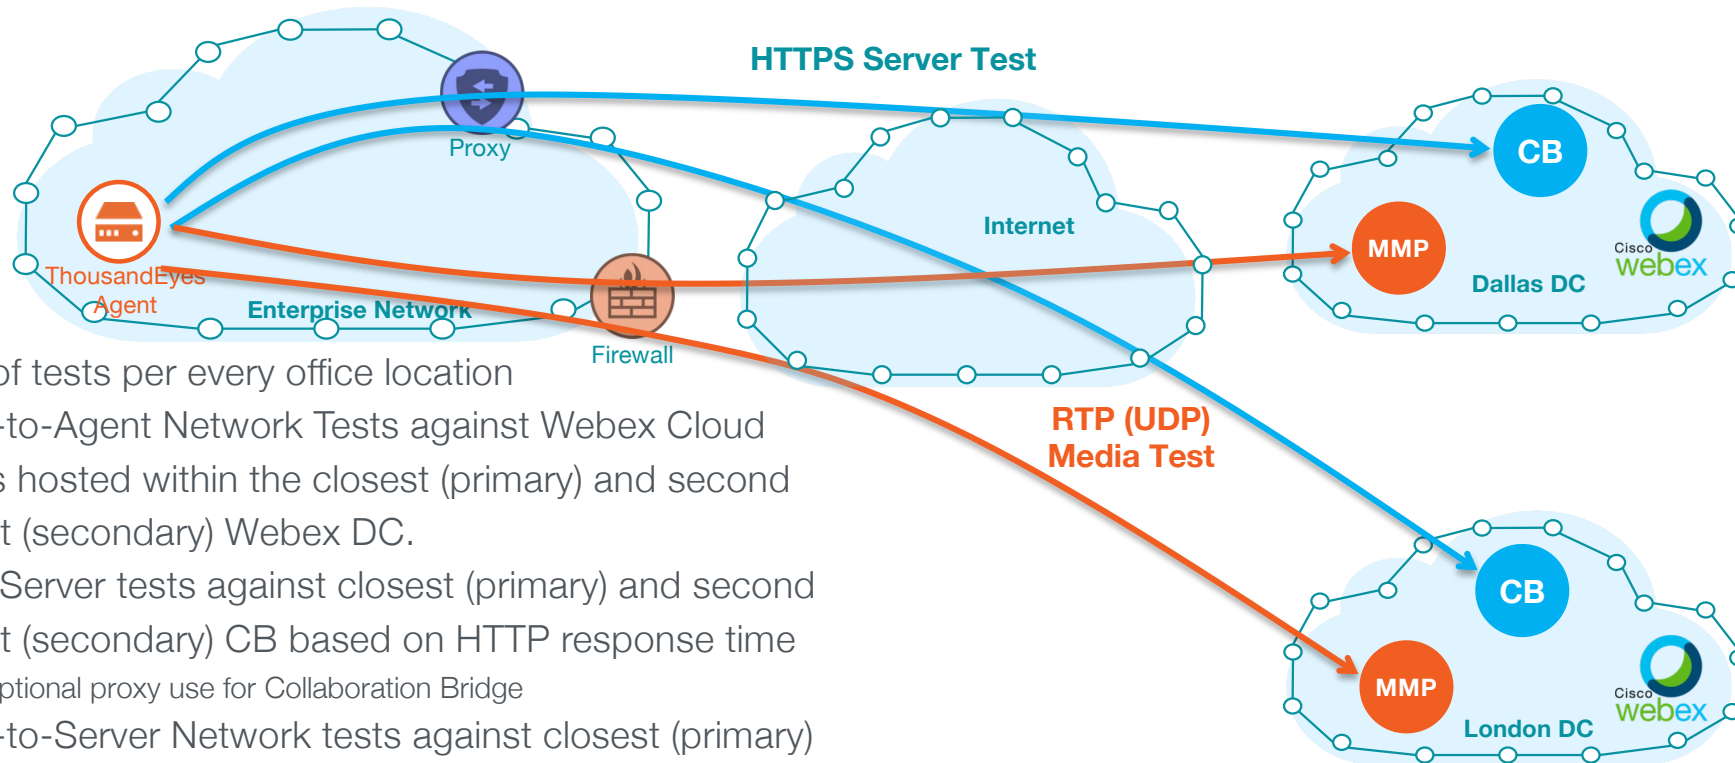 HTTPS Server Test
Proxy
CB
Internet
MMP
Cisco
webex
Dallas DC
ThousandEyes
Agent
Enterprise Network
Firewall
of tests per every office location
-to-Agent Network Tests against Webex Cloud
s hosted within the closest (primary) and second
t (secondary) Webex DC.
Server tests against closest (primary) and second
t (secondary) CB based on HTTP response time
ptional proxy use for Collaboration Bridge
-to-Server Network tests against closest (primary)
RTP (UDP)
Media Test
CB
MMP
Cisco
webex
London DC